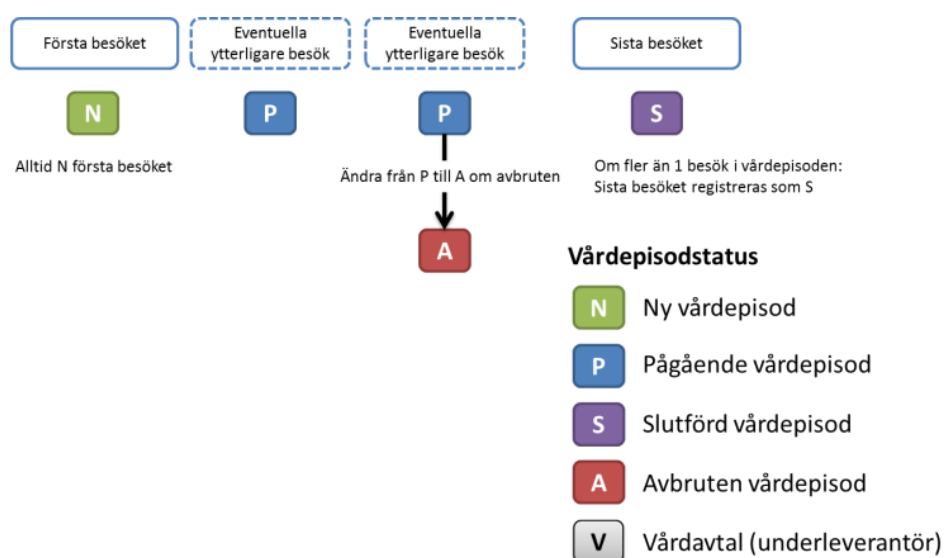 Första besöket
Eventuella
ytterligare besök
Eventuella
ytterligare besök
Sista besöket
N
P
P
S
Alltid N första besöket
Ändra från P till A om avbruten
Om fler än 1 besök i vårdepisoden:
Sista besöket registreras som S
A
Vårdepisodstatus
N Ny vårdepisod
P Pågående vårdepisod
S Slutförd vårdepisod
A Avbruten vårdepisod
V Vårdavtal (underleverantör)